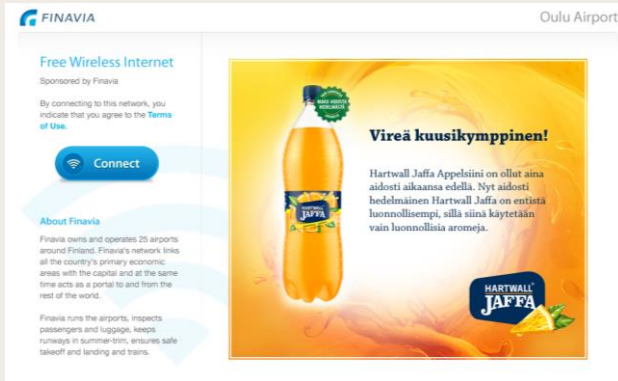 FINAVIA
Oulu Airport
Free Wireless Internet
Sponsored by Finavia
By connecting to this network, you
indicate that you agree to the Terms
of Use.
Connect
About Finavia
Finavia owns and operates 25 airports
around Finland. Finavia's network links
all the country's primary economic
areas with the capital and at the same
time acts as a portal to and from the
rest of the world.
Finavia runs the airports, inspects
passengers and luggage, keeps
runways in summer-trim, ensures safe
takeoff and landing and trains.
HARTWALL
JAFFA
Vireä kuusikymppinen!
Hartwall Jaffa Appelsiini on ollut aina
aidosti aikaansa edellä. Nyt aidosti
hedelmäinen Hartwall Jaffa on entistä
luonnollisempi, sillä siinä käytetään
vain luonnollisia aromeja.
HARTWALL
JAFFA